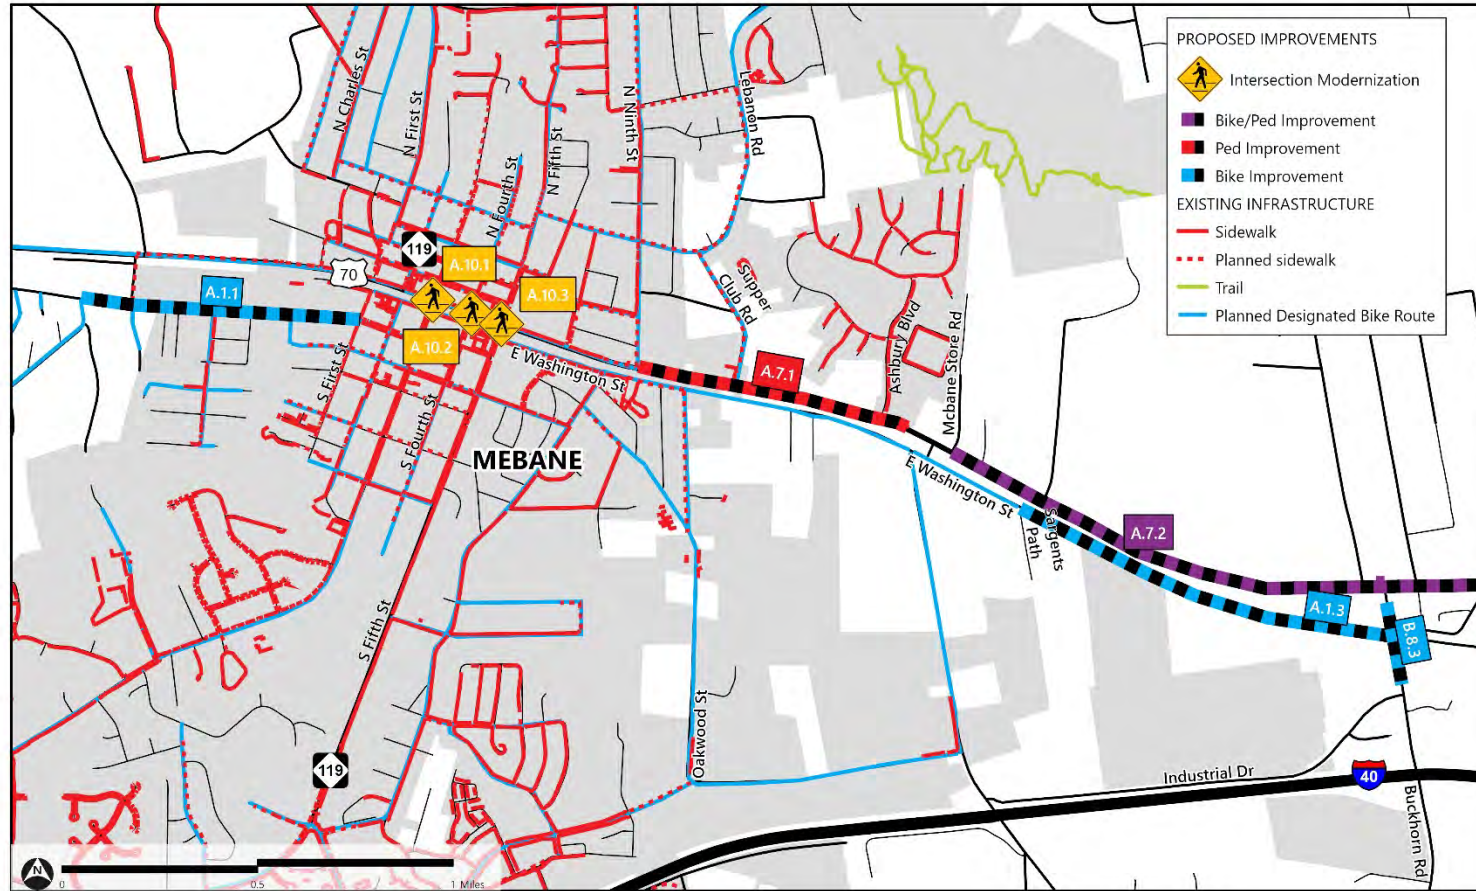 PROPOSED IMPROVEMENTS
Intersection Modernization
Bike/Ped Improvement
Ped Improvement
Bike Improvement
EXISTING INFRASTRUCTURE
Sidewalk
Planned sidewalk
Trail
Planned Designated Bike Route
N Charles St
N First St
N Fourth St
N Fifth St
N Ninth St
Lebanon Rd
119
70
A.10.1
A.10.3
A.10.2
A.1.1
Supper
Club Rd
Ashbury Blvd
Mcbane Store Rd
E Washington St
A.7.1
S First St
S Fourth St
MEBANE
E Washington St
Sargents
Path
A.7.2
A.1.3
B.8.3
S Fifth St
Oakwood St
119
Industrial Dr
40
Buckhorn Rd
N
0
0.5
1 Miles